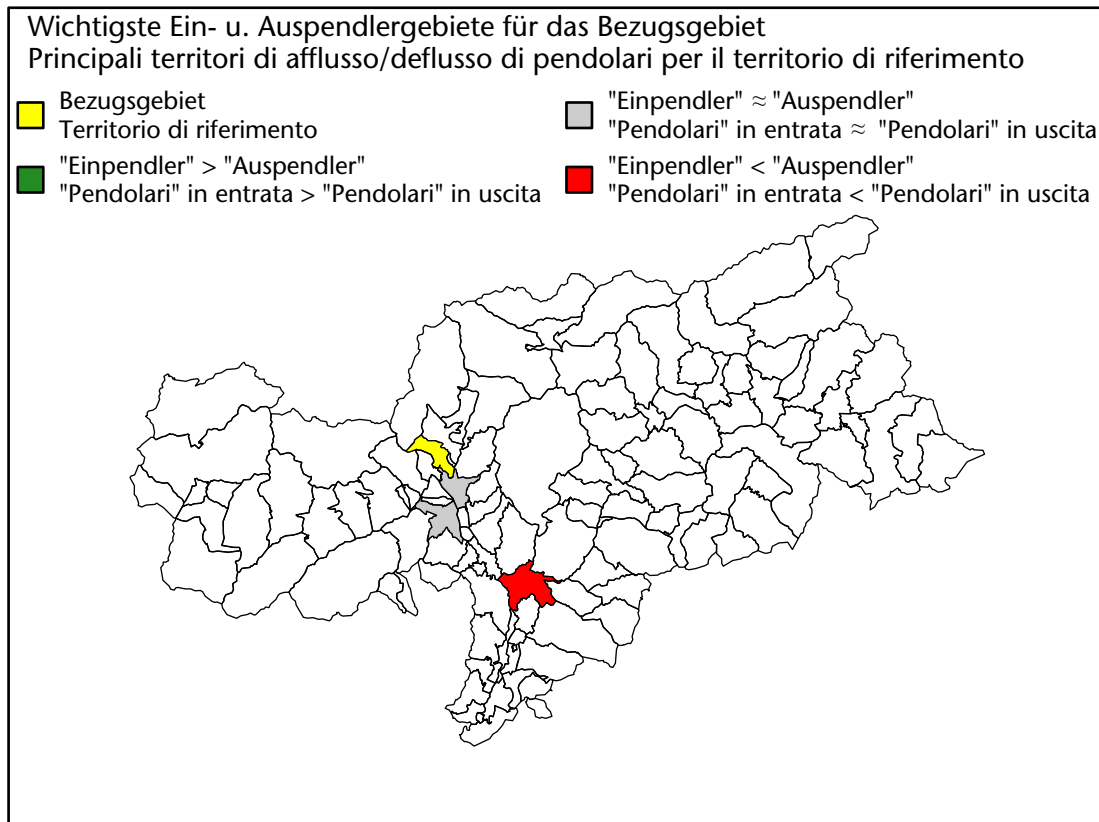 Wichtigste Ein- u. Auspendlergebiete für das Bezugsgebiet
Principali territori di afflusso/deflusso di pendolari per il territorio di riferimento
Bezugsgebiet
Territorio di riferimento
"Einpendler" > "Auspendler"
"Pendolari" in entrata > "Pendolari" in uscita
"Einpendler" ≈ "Auspendler"
"Pendolari" in entrata ≈ "Pendolari" in uscita
"Einpendler" < "Auspendler"
"Pendolari" in entrata < "Pendolari" in uscita